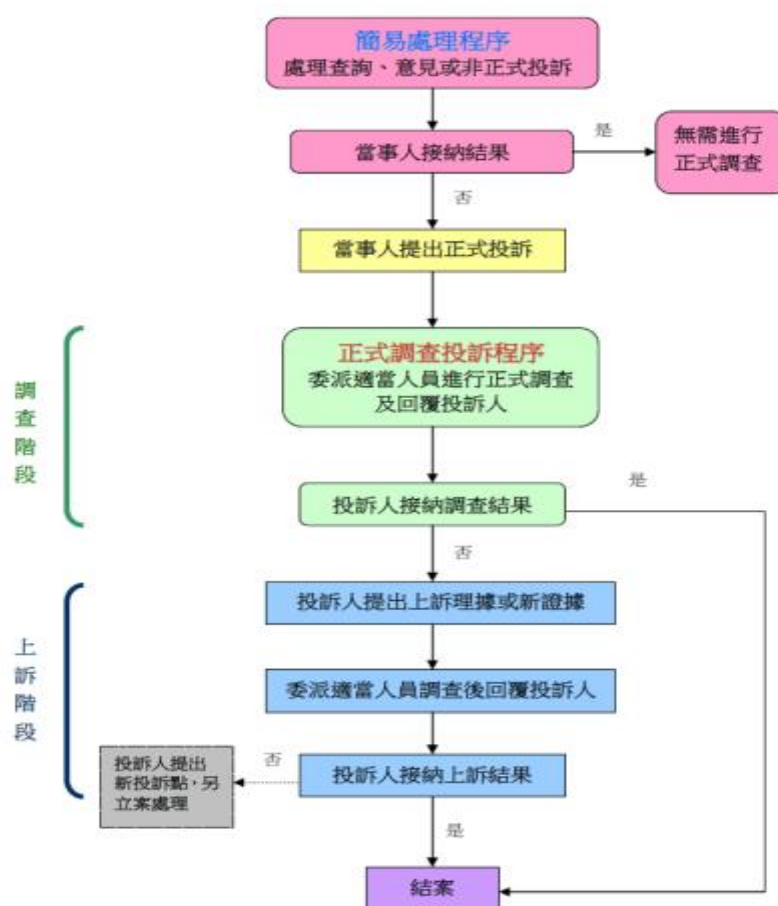 簡易處理程序
處理查詢、意見或非正式投訴
當事人接納結果
是
無需進行
正式調查
否
當事人提出正式投訴
調查階段
正式調查投訴程序
委派適當人員進行正式調查
及回覆投訴人
投訴人接納調查結果
是
否
上訴階段
投訴人提出上訴理據或新證據
委派適當人員調查後回覆投訴人
投訴人接納上訴結果
否
投訴人提出
新投訴點，另
立案處理
是
結案